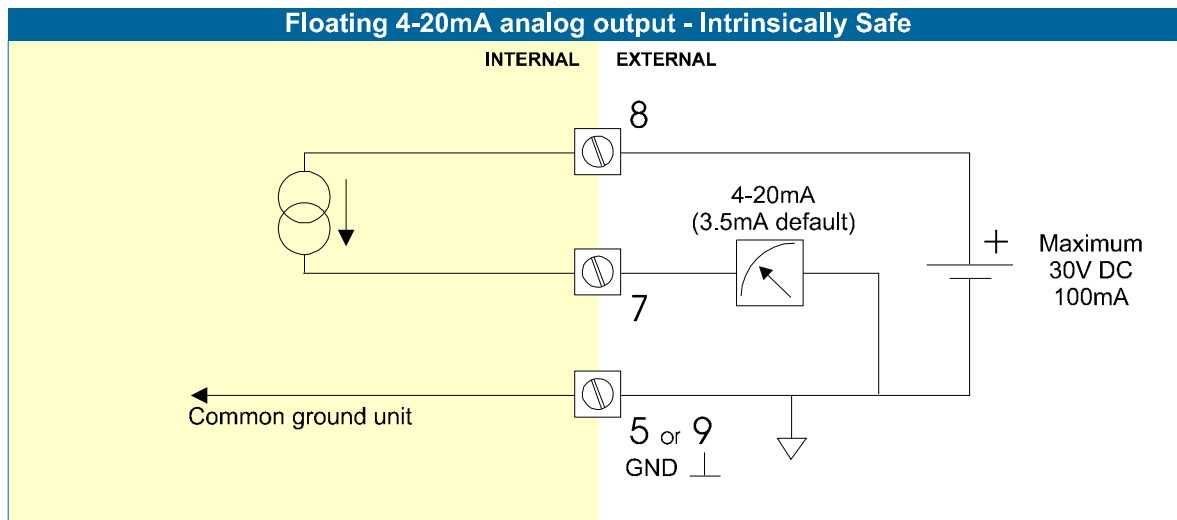 Floating 4-20mA analog output - Intrinsically Safe
INTERNAL EXTERNAL
8
4-20mA
(3.5mA default)
+
Maximum
30V DC
100mA
7
Common ground unit
5 or 9
GND